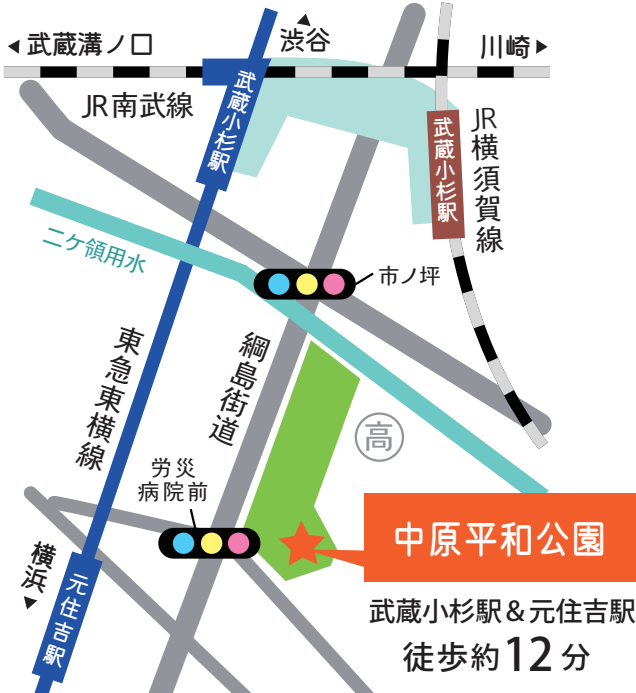 ◀武蔵溝ノ口
▲
渋谷
川崎▶
JR南武線
武蔵小杉駅
武蔵小杉駅
JR横須賀線
二ケ領用水
市ノ坪
東急東横線
綱島街道
高
労災
病院前
横浜
▼
元住吉駅
中原平和公園
武蔵小杉駅&元住吉駅
徒歩約12分